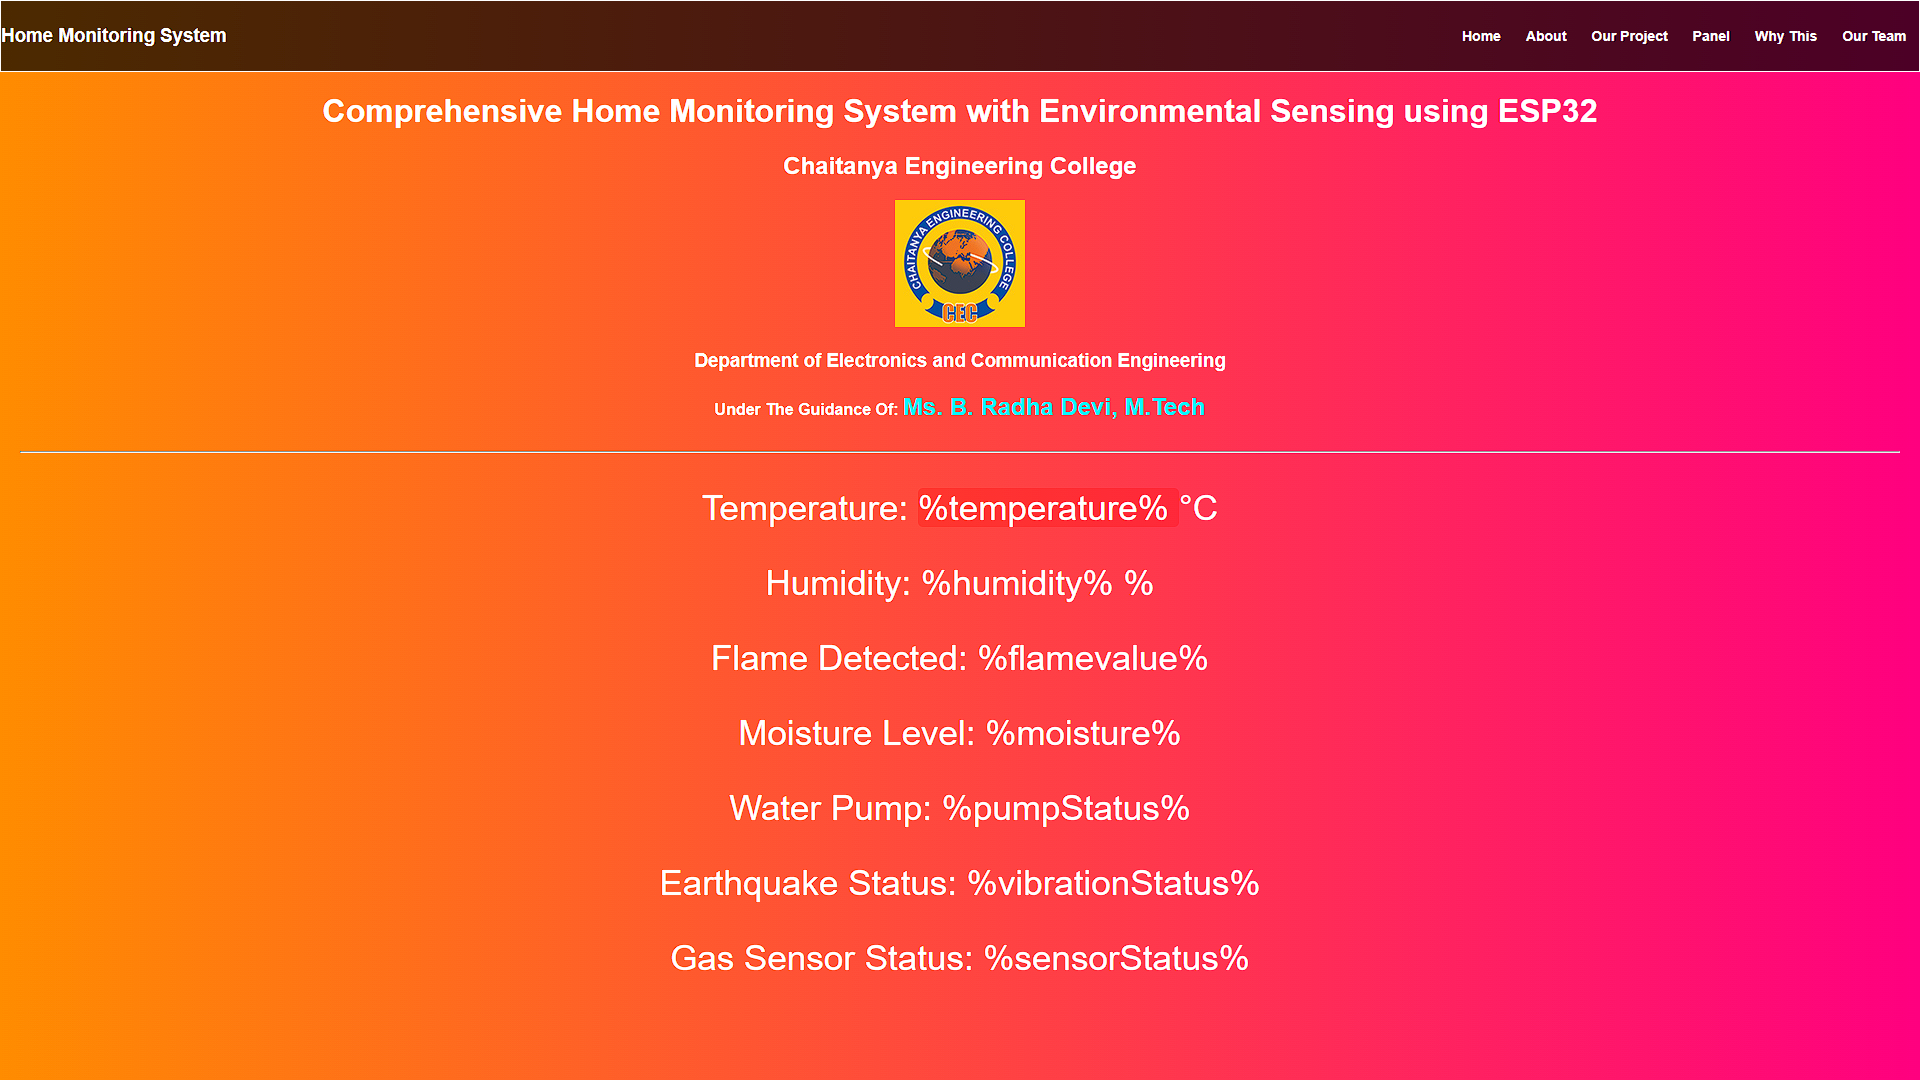 Home Monitoring System
Home About Our Project Panel Why This Our Team
Comprehensive Home Monitoring System with Environmental Sensing using ESP32
Chaitanya Engineering College
CHAITANYA ENGINEERING COLLEGE
CEC
Department of Electronics and Communication Engineering
Under The Guidance Of: Ms. B. Radha Devi, M.Tech
Temperature: %temperature% °C
Humidity: %humidity% %
Flame Detected: %flamevalue%
Moisture Level: %moisture%
Water Pump: %pumpStatus%
Earthquake Status: %vibrationStatus%
Gas Sensor Status: %sensorStatus%